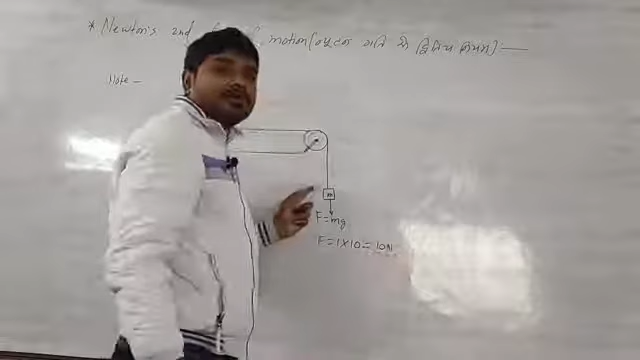 * Newton's 2nd motion (न्यूटन गति के द्वितीय नियम) —
Note -
m
F = mg
F = 1 X 10 = 10N